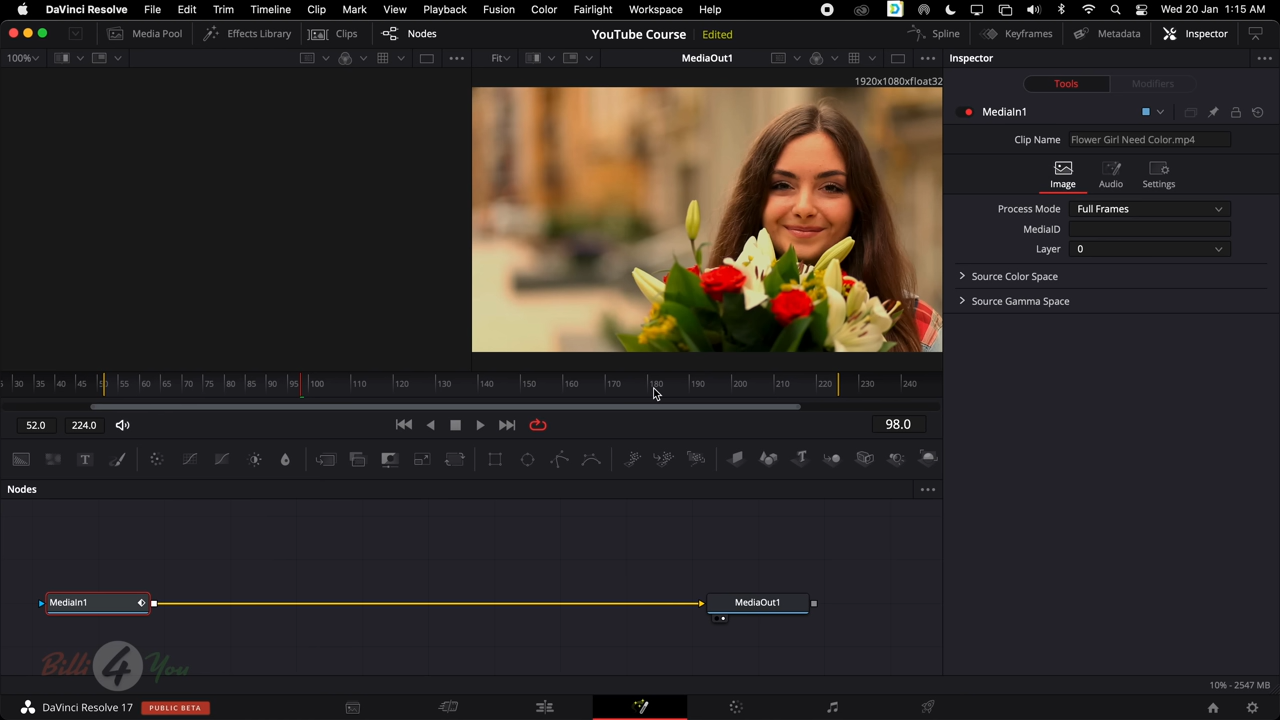 DaVinci Resolve File Edit Trim Timeline Clip Mark View Playback Fusion Color Fairlight Workspace Help Wed 20 Jan 1:15 AM
Media Pool Effects Library Clips Nodes YouTube Course Edited Spline Keyframes Metadata Inspector
100% Fit MediaOut1 Inspector
1920x1080xfloat32
Tools Modifiers
MediaIn1
Clip Name Flower Girl Need Color.mp4
Image Audio Settings
Process Mode Full Frames
MediaID
Layer 0
Source Color Space
Source Gamma Space
30 35 40 45 50 55 60 65 70 75 80 85 90 95 100 110 120 130 140 150 160 170 180 190 200 210 220 230 240
52.0 224.0 98.0
Nodes
MediaIn1 MediaOut1
Billi 4 You
10% - 2547 MB
DaVinci Resolve 17 PUBLIC BETA